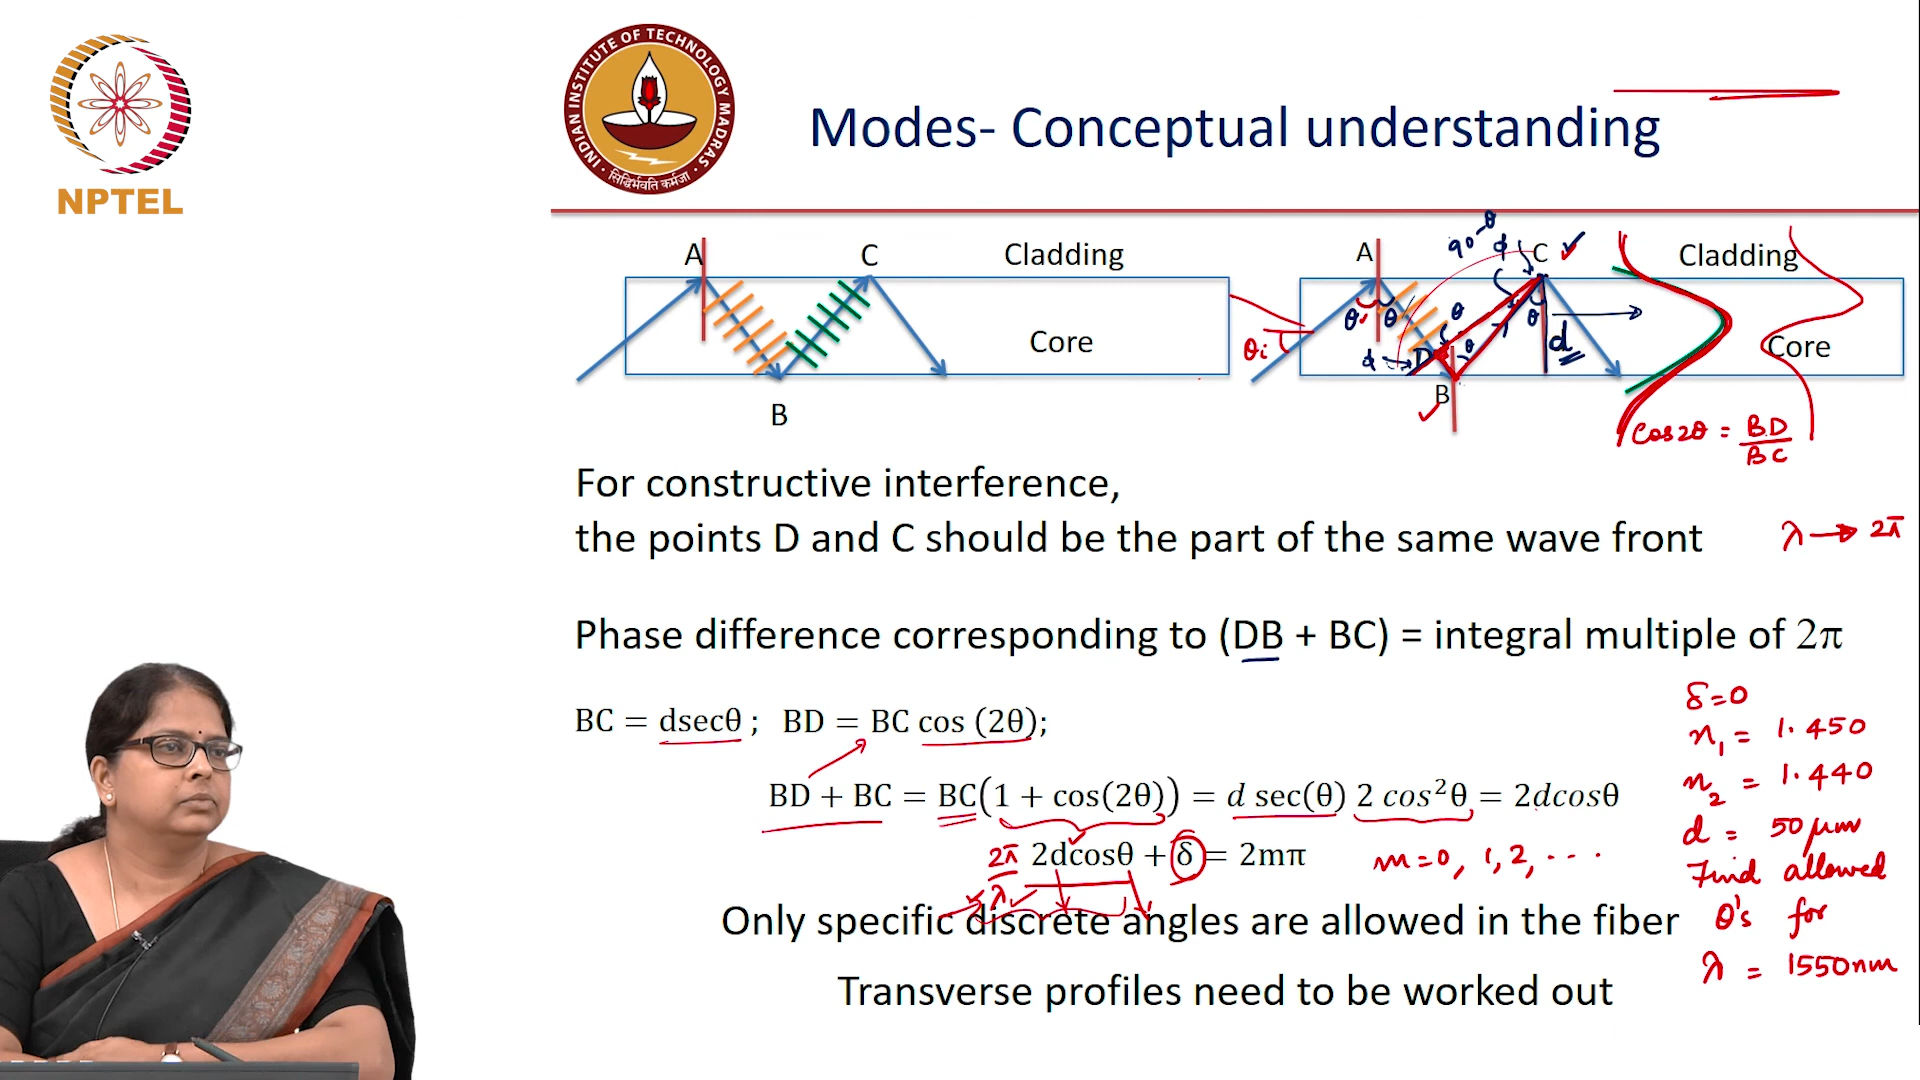 NPTEL
INDIAN INSTITUTE OF TECHNOLOGY MADRAS
सिद्धिर्भवति कर्मजा
Modes- Conceptual understanding
A
C
Cladding
Core
B
A
90-θ
ϕ
C
Cladding
θi
θ
θ
θ
θ
θ
d
ϕ
D
B
Core
Cos2θ = BD/BC
For constructive interference,
the points D and C should be the part of the same wave front
λ → 2π
Phase difference corresponding to (DB + BC) = integral multiple of 2π
BC = dsecθ ; BD = BC cos (2θ);
BD + BC = BC(1 + cos(2θ)) = d sec(θ) 2 cos²θ = 2dcosθ
2π/λ 2dcosθ + δ = 2mπ
m=0, 1, 2, ....
Only specific discrete angles are allowed in the fiber
Transverse profiles need to be worked out
δ=0
n₁ = 1.450
n₂ = 1.440
d = 50 μm
Find allowed
θ's for
λ = 1550nm